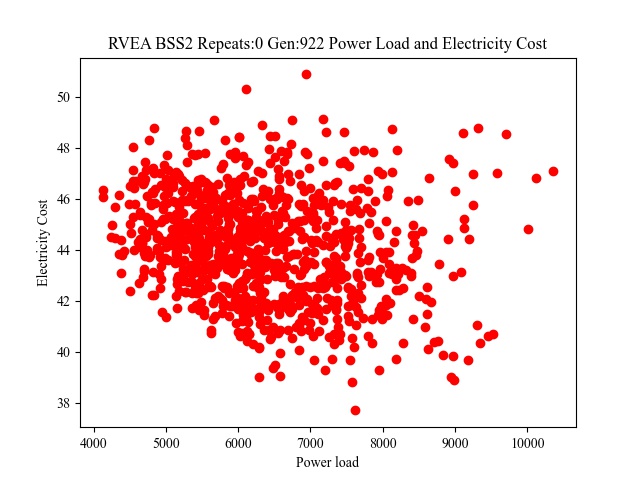 RVEA BSS2 Repeats:0 Gen:922 Power Load and Electricity Cost
50
48
46
44
42
40
38
Electricity Cost
4000 5000 6000 7000 8000 9000 10000
Power load